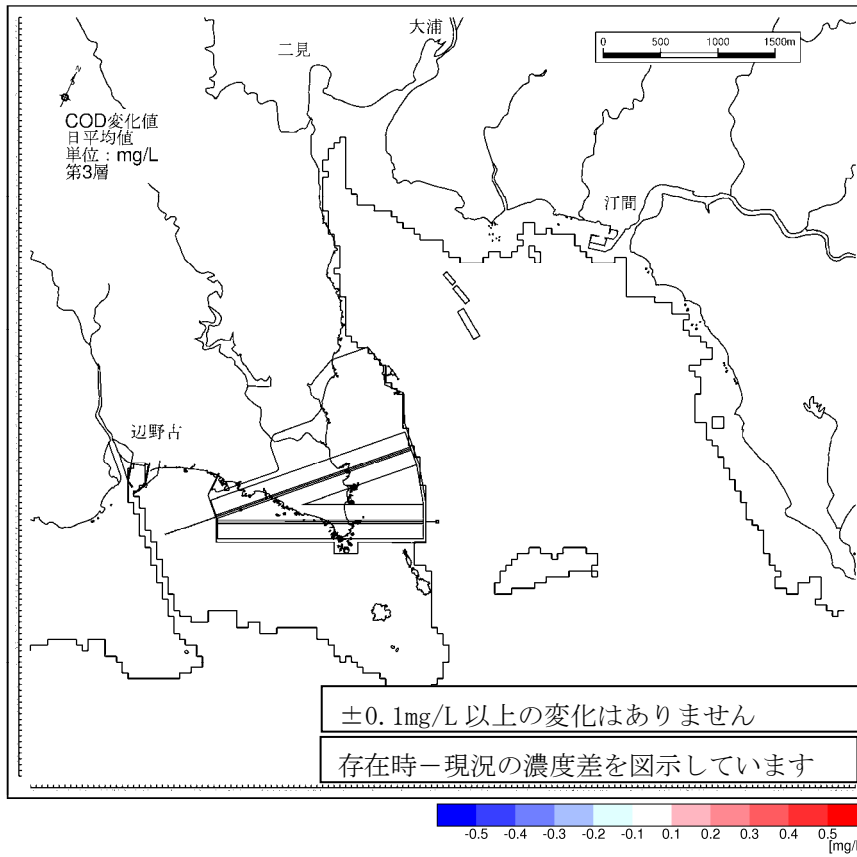 大浦
二見
0 500 1000 1500m
N
COD変化値
日平均値
単位：mg/L
第3層
汀間
辺野古
±0.1mg/L 以上の変化はありません
存在時－現況の濃度差を図示しています
-0.5 -0.4 -0.3 -0.2 -0.1 0.1 0.2 0.3 0.4 0.5
[mg/